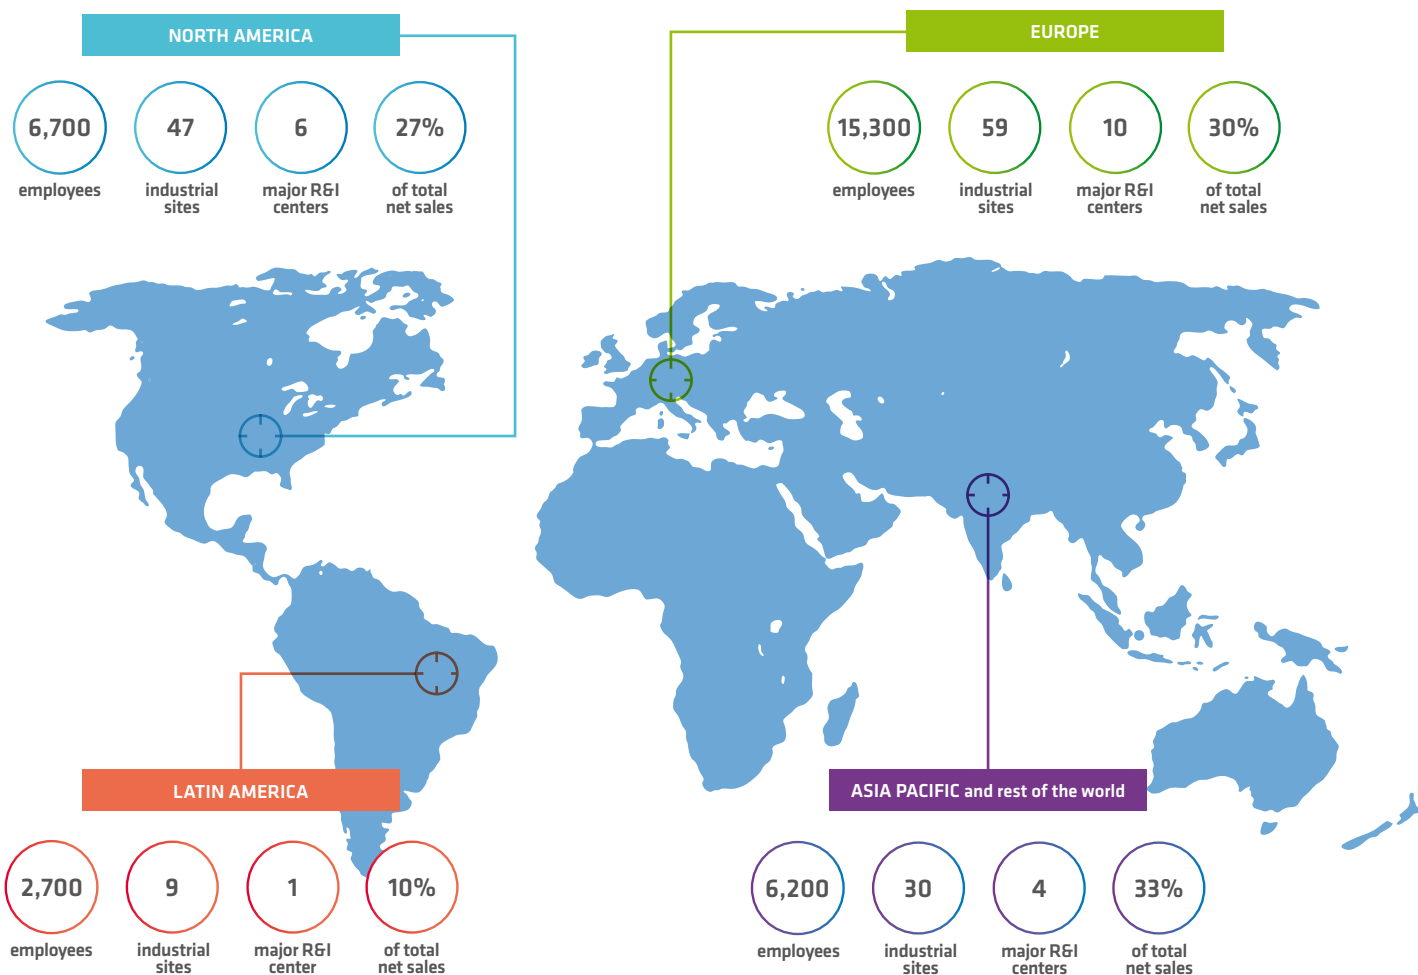 NORTH AMERICA
6,700
47
6
27%
employees
industrial
sites
major R&I
centers
of total
net sales
EUROPE
15,300
59
10
30%
employees
industrial
sites
major R&I
centers
of total
net sales
LATIN AMERICA
2,700
9
1
10%
employees
industrial
sites
major R&I
center
of total
net sales
ASIA PACIFIC and rest of the world
6,200
30
4
33%
employees
industrial
sites
major R&I
centers
of total
net sales